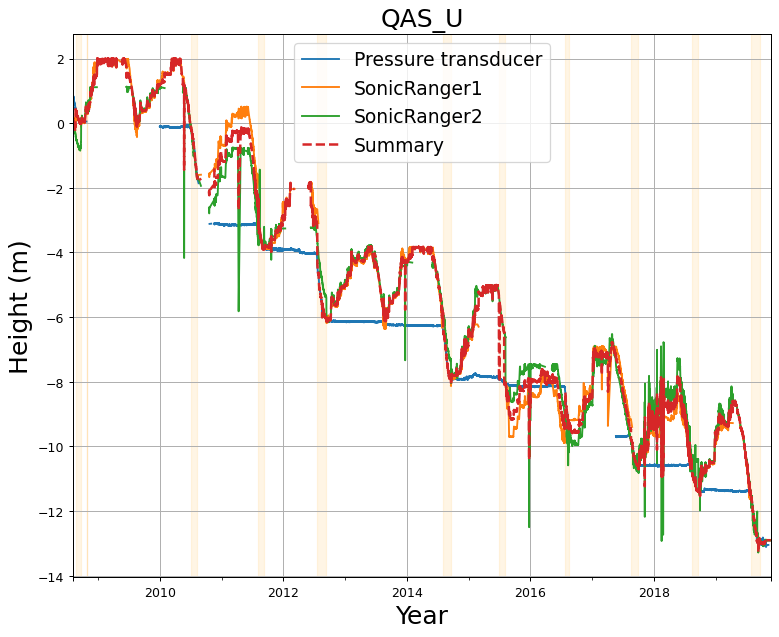 QAS_U
Pressure transducer
SonicRanger1
SonicRanger2
Summary
Height (m)
2
0
−2
−4
−6
−8
−10
−12
−14
2010
2012
2014
2016
2018
Year